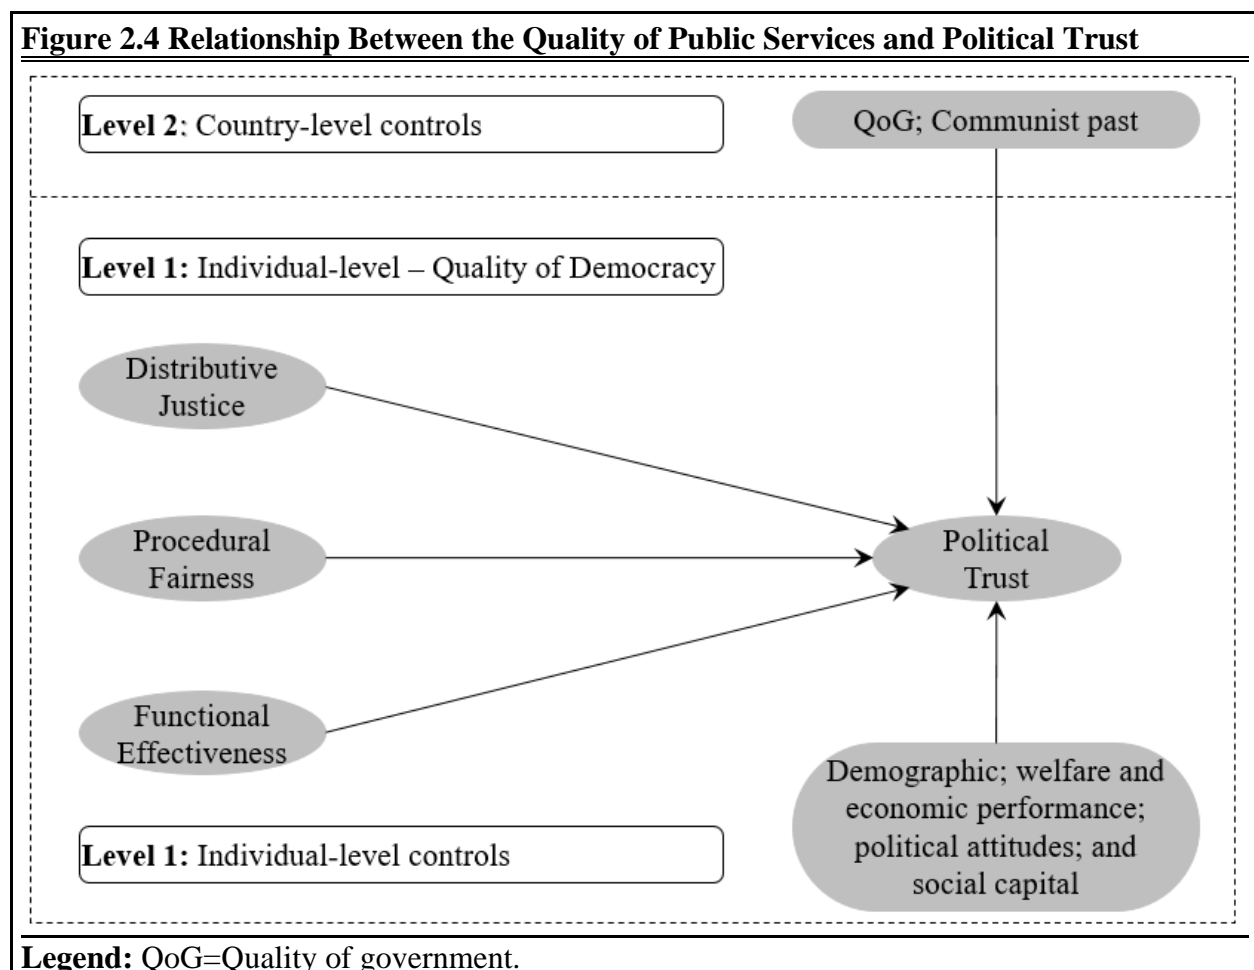 Figure 2.4 Relationship Between the Quality of Public Services and Political Trust
Level 2: Country-level controls
QoG; Communist past
Level 1: Individual-level – Quality of Democracy
Distributive
Justice
Procedural
Fairness
Political
Trust
Functional
Effectiveness
Demographic; welfare and
economic performance;
political attitudes; and
social capital
Level 1: Individual-level controls
Legend: QoG=Quality of government.